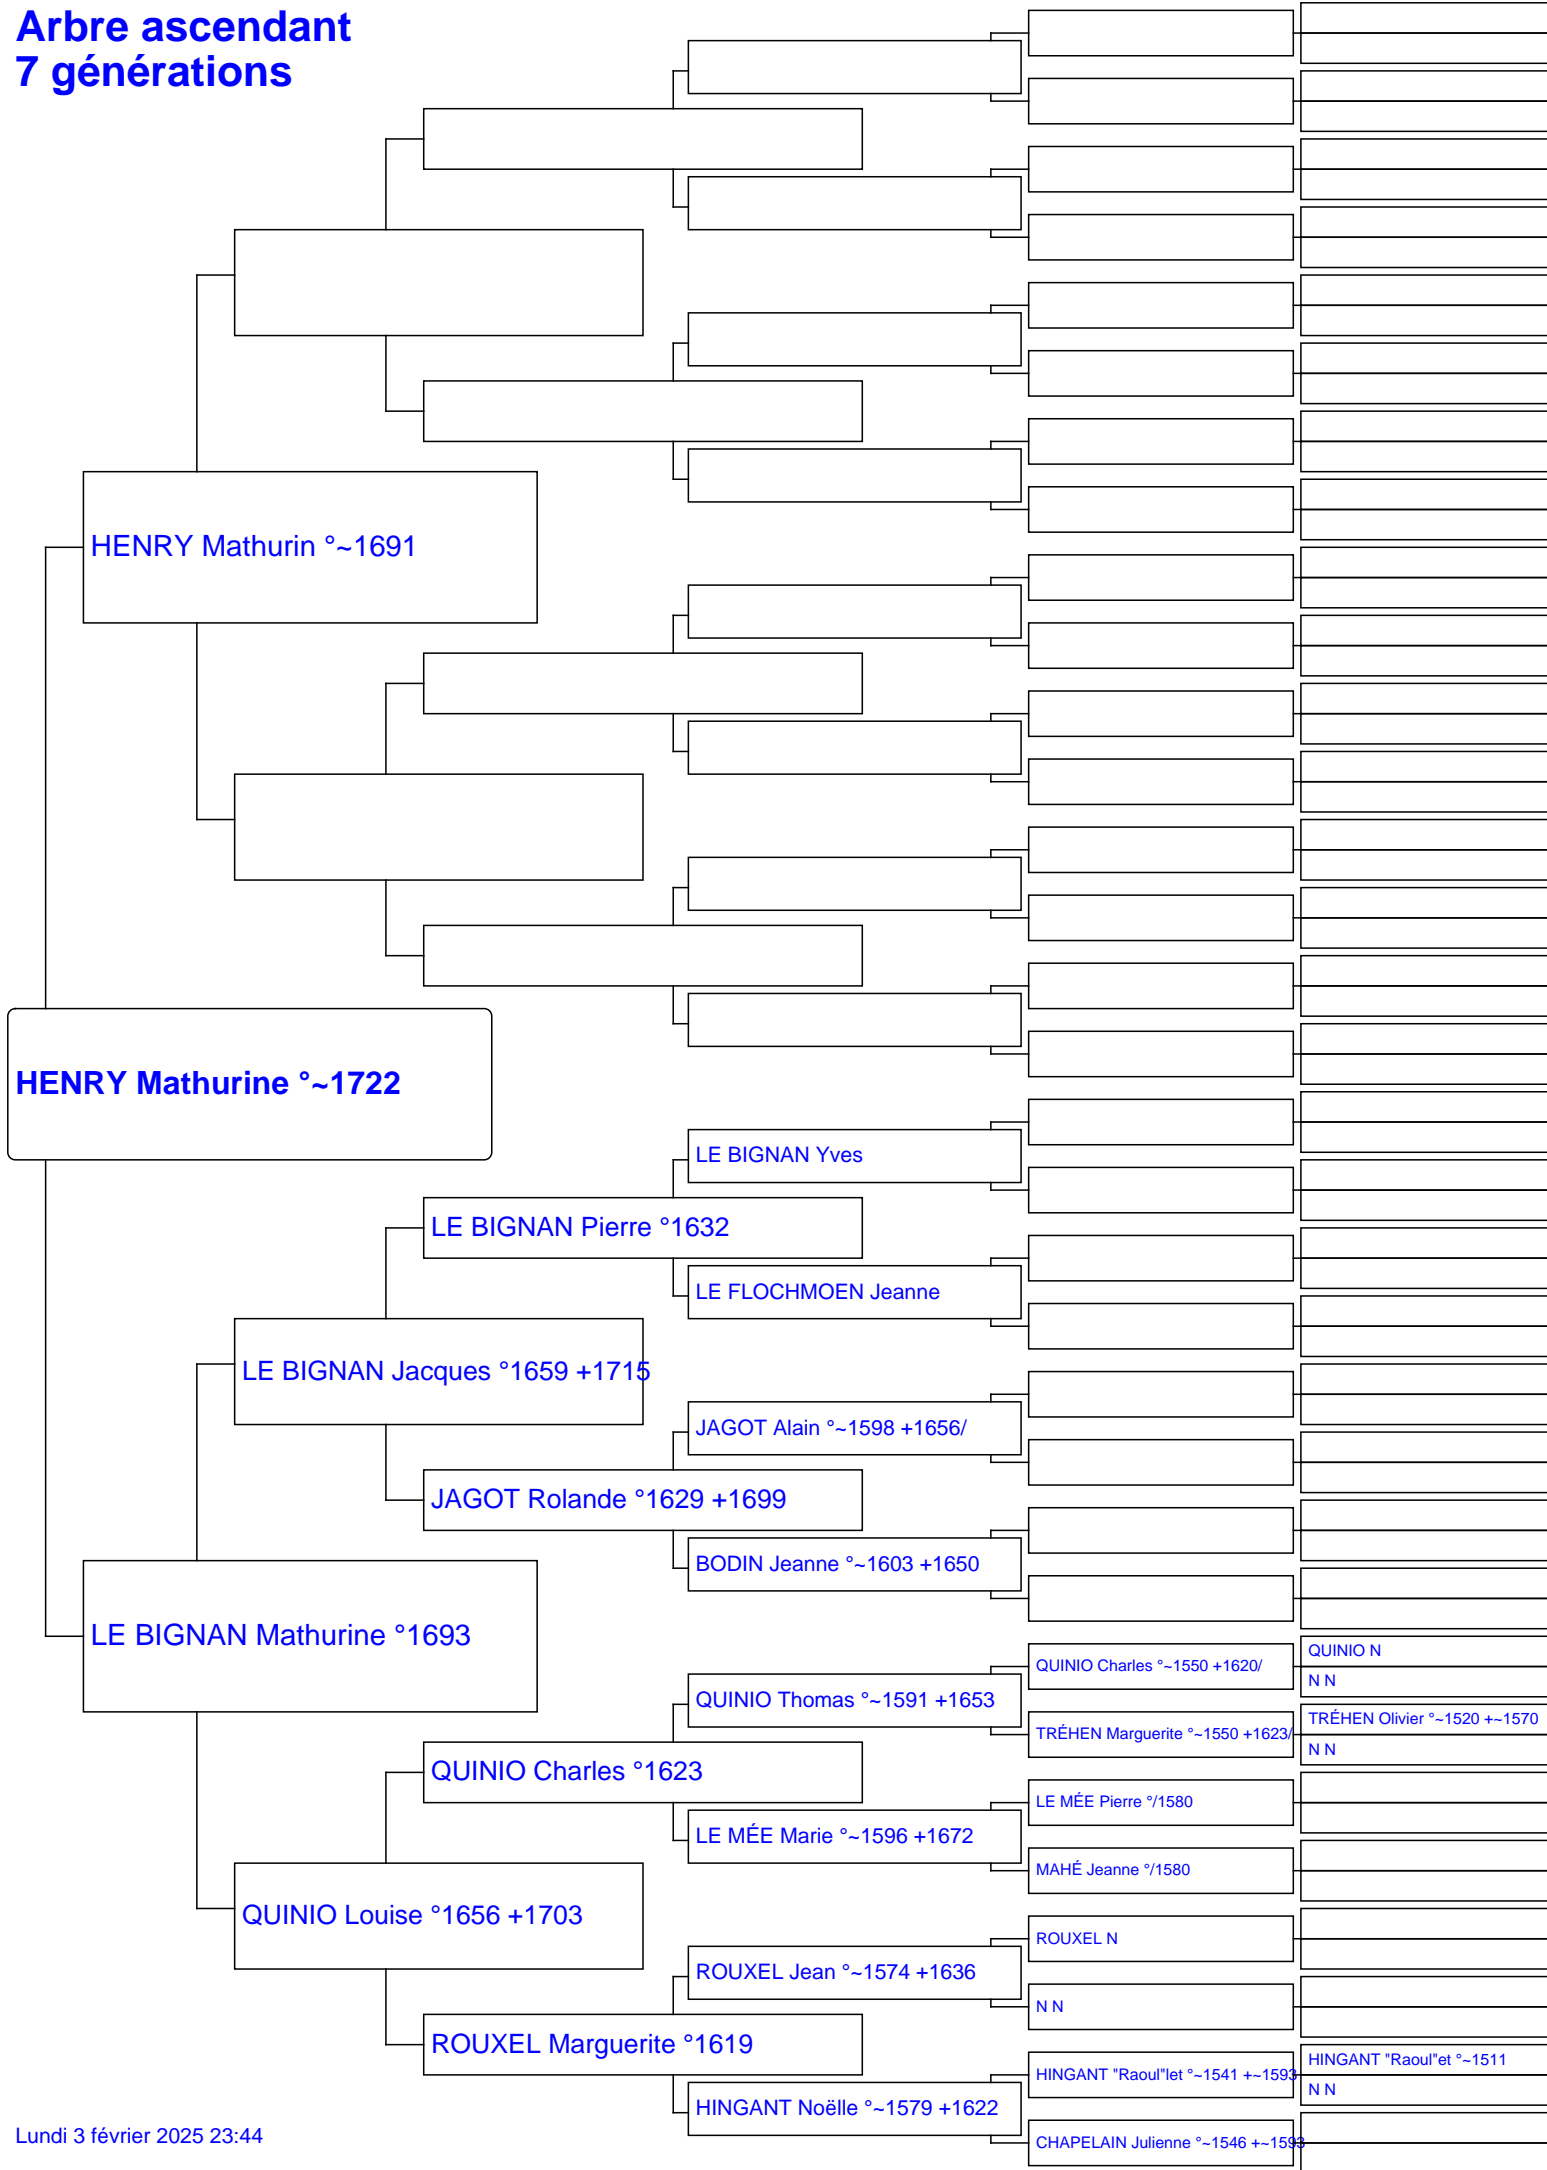 Arbre ascendant
7 générations
HENRY Mathurin °~1691
HENRY Mathurine °~1722
LE BIGNAN Yves
LE BIGNAN Pierre °1632
LE FLOCHMOEN Jeanne
LE BIGNAN Jacques °1659 +1715
JAGOT Alain °~1598 +1656/
JAGOT Rolande °1629 +1699
BODIN Jeanne °~1603 +1650
LE BIGNAN Mathurine °1693
QUINIO N
QUINIO Charles °~1550 +1620/
N N
QUINIO Thomas °~1591 +1653
TRÉHEN Olivier °~1520 +~1570
TRÉHEN Marguerite °~1550 +1623/
N N
QUINIO Charles °1623
LE MÉE Pierre °/1580
LE MÉE Marie °~1596 +1672
MAHÉ Jeanne °/1580
QUINIO Louise °1656 +1703
ROUXEL N
ROUXEL Jean °~1574 +1636
N N
ROUXEL Marguerite °1619
HINGANT "Raoul"et °~1511
HINGANT "Raoul"let °~1541 +~1593
N N
HINGANT Noëlle °~1579 +1622
CHAPELAIN Julienne °~1546 +~1593
Lundi 3 février 2025 23:44